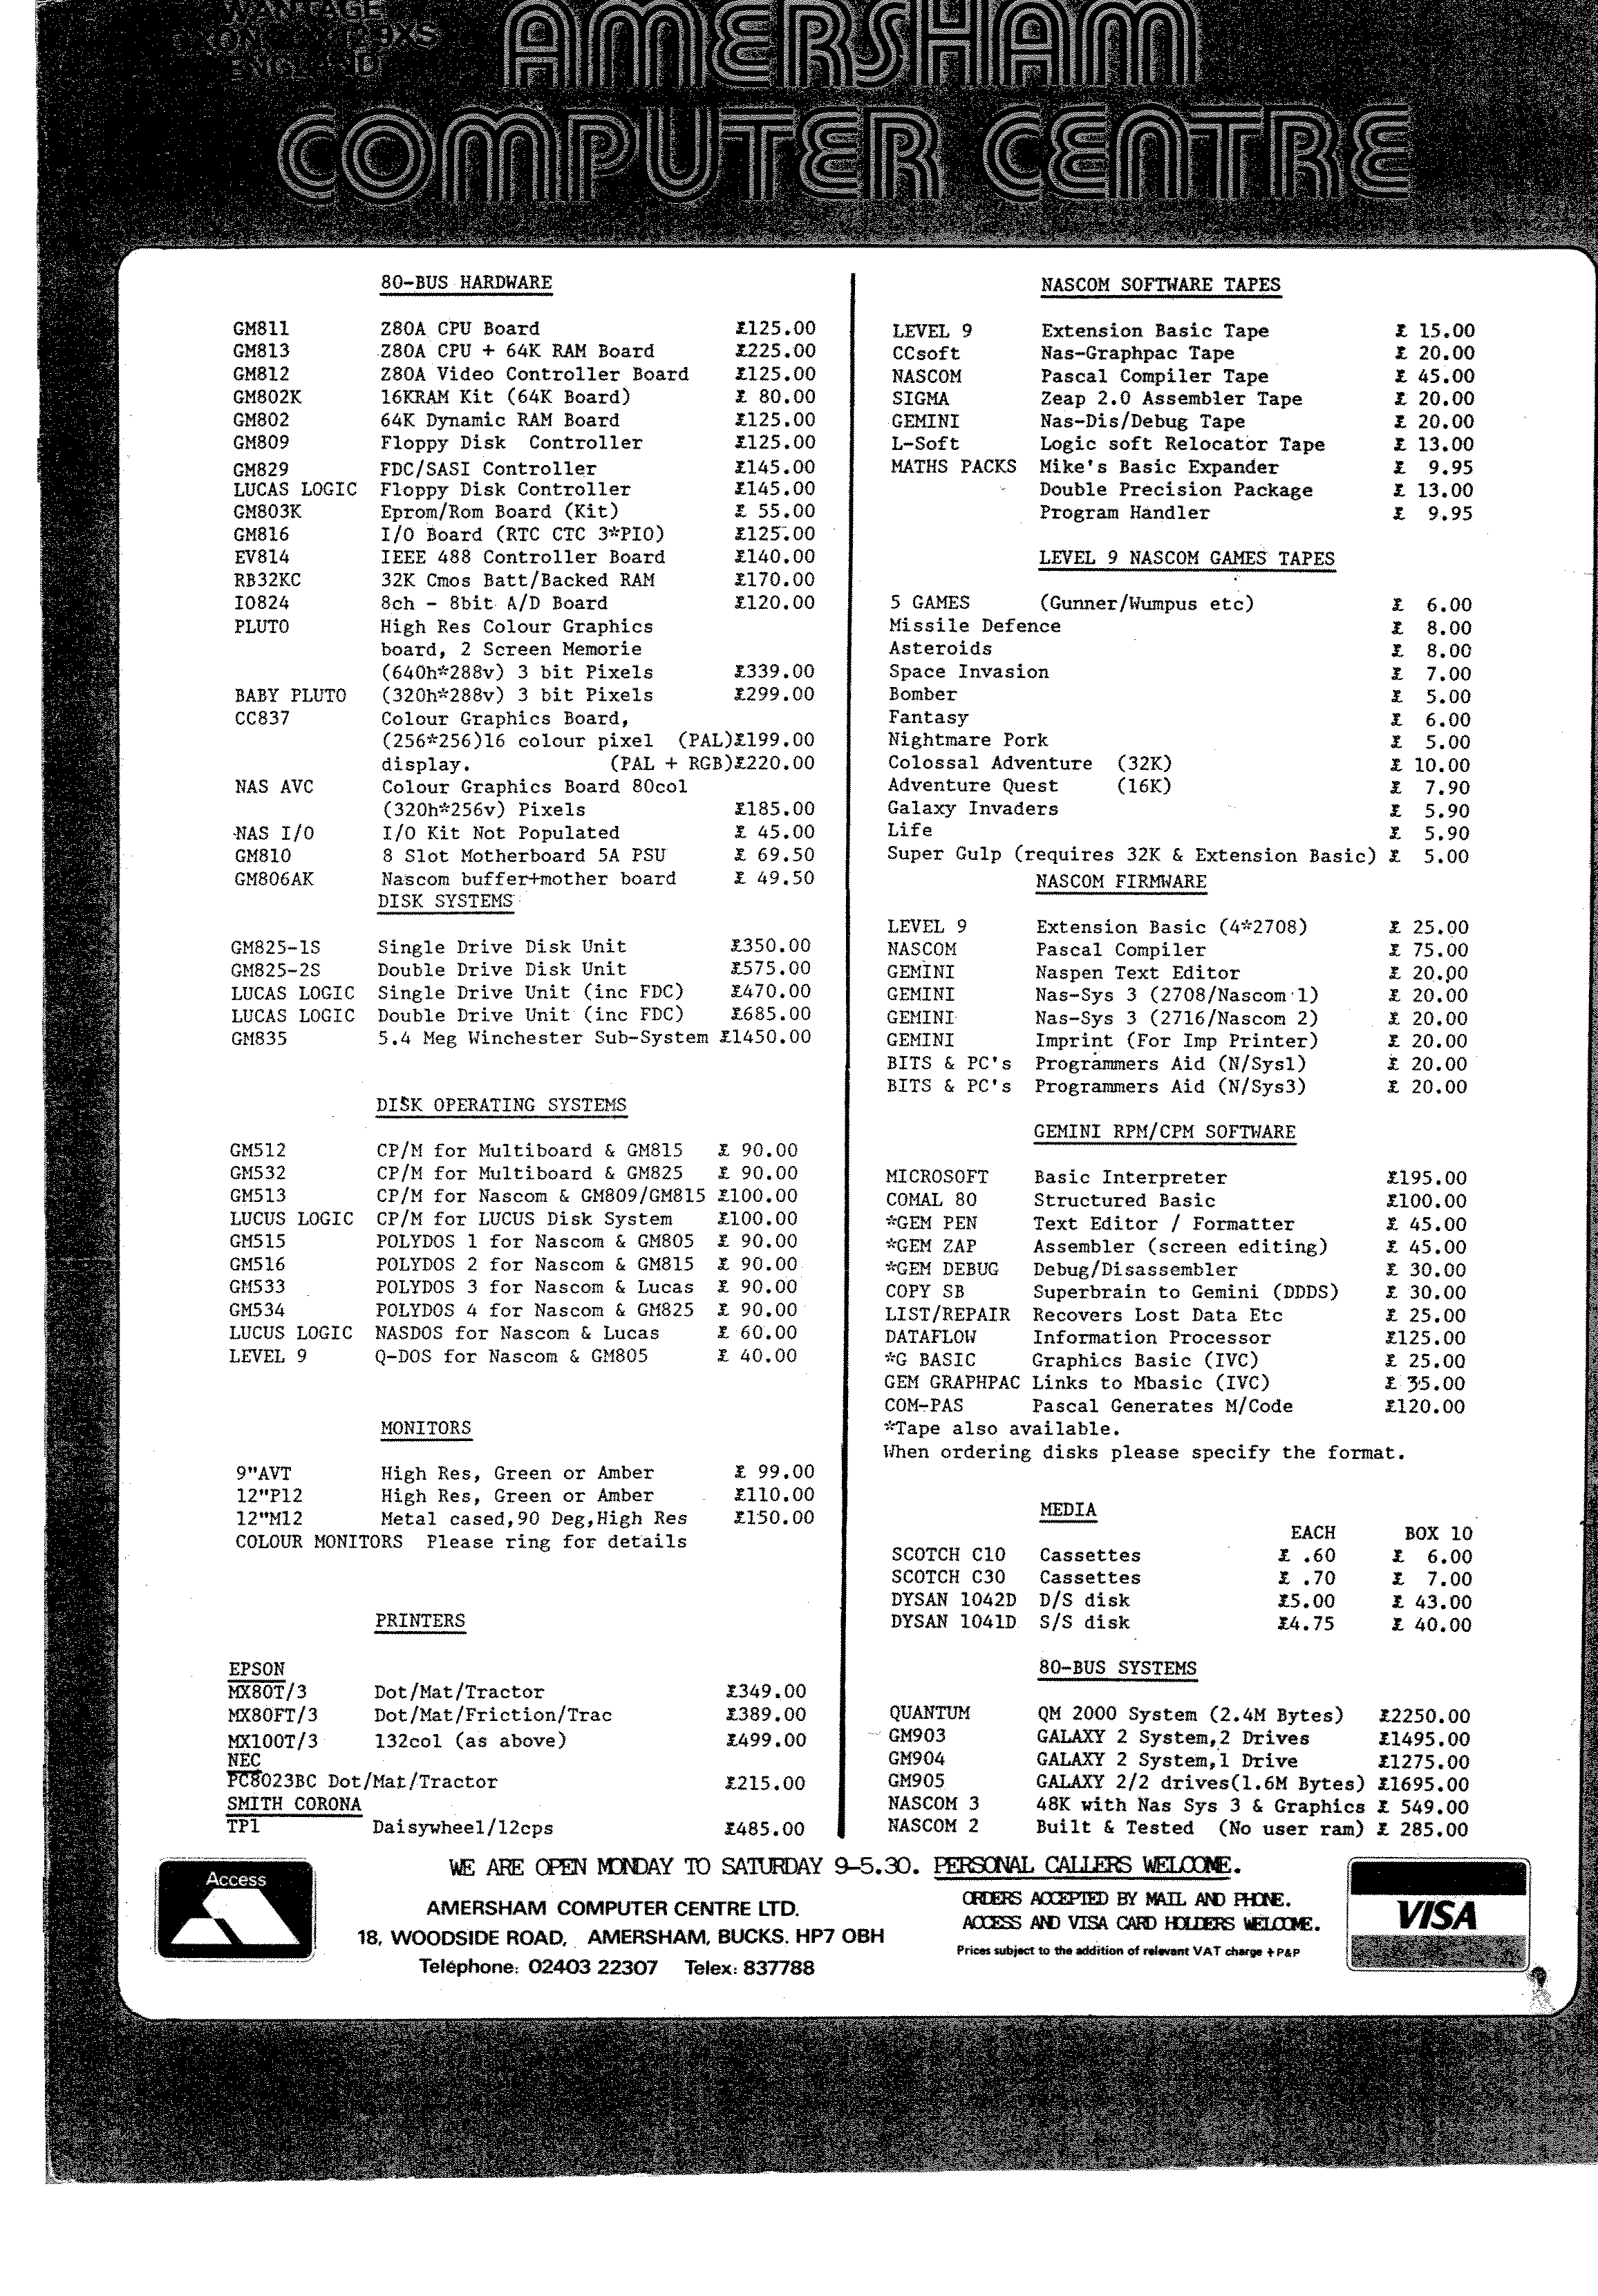 WANTAGE
ENGLAND
AMERSHAM
COMPUTER CENTRE
80-BUS HARDWARE
GM811 Z80A CPU Board £125.00
GM813 Z80A CPU + 64K RAM Board £225.00
GM812 Z80A Video Controller Board £125.00
GM802K 16KRAM Kit (64K Board) £ 80.00
GM802 64K Dynamic RAM Board £125.00
GM809 Floppy Disk Controller £125.00
GM829 FDC/SASI Controller £145.00
LUCAS LOGIC Floppy Disk Controller £145.00
GM803K Eprom/Rom Board (Kit) £ 55.00
GM816 I/O Board (RTC CTC 3*PIO) £125.00
EV814 IEEE 488 Controller Board £140.00
RB32KC 32K Cmos Batt/Backed RAM £170.00
IO824 8ch - 8bit A/D Board £120.00
PLUTO High Res Colour Graphics
board, 2 Screen Memorie
(640h*288v) 3 bit Pixels £339.00
BABY PLUTO (320h*288v) 3 bit Pixels £299.00
CC837 Colour Graphics Board,
(256*256)16 colour pixel (PAL)£199.00
display. (PAL + RGB)£220.00
NAS AVC Colour Graphics Board 80col
(320h*256v) Pixels £185.00
NAS I/O I/O Kit Not Populated £ 45.00
GM810 8 Slot Motherboard 5A PSU £ 69.50
GM806AK Nascom buffer+mother board £ 49.50
DISK SYSTEMS
GM825-1S Single Drive Disk Unit £350.00
GM825-2S Double Drive Disk Unit £575.00
LUCAS LOGIC Single Drive Unit (inc FDC) £470.00
LUCAS LOGIC Double Drive Unit (inc FDC) £685.00
GM835 5.4 Meg Winchester Sub-System £1450.00
DISK OPERATING SYSTEMS
GM512 CP/M for Multiboard & GM815 £ 90.00
GM532 CP/M for Multiboard & GM825 £ 90.00
GM513 CP/M for Nascom & GM809/GM815 £100.00
LUCUS LOGIC CP/M for LUCUS Disk System £100.00
GM515 POLYDOS 1 for Nascom & GM805 £ 90.00
GM516 POLYDOS 2 for Nascom & GM815 £ 90.00
GM533 POLYDOS 3 for Nascom & Lucas £ 90.00
GM534 POLYDOS 4 for Nascom & GM825 £ 90.00
LUCUS LOGIC NASDOS for Nascom & Lucas £ 60.00
LEVEL 9 Q-DOS for Nascom & GM805 £ 40.00
MONITORS
9"AVT High Res, Green or Amber £ 99.00
12"P12 High Res, Green or Amber £110.00
12"M12 Metal cased,90 Deg,High Res £150.00
COLOUR MONITORS Please ring for details
PRINTERS
EPSON
MX80T/3 Dot/Mat/Tractor £349.00
MX80FT/3 Dot/Mat/Friction/Trac £389.00
MX100T/3 132col (as above) £499.00
NEC
PC8023BC Dot/Mat/Tractor £215.00
SMITH CORONA
TP1 Daisywheel/12cps £485.00
NASCOM SOFTWARE TAPES
LEVEL 9 Extension Basic Tape £ 15.00
CCsoft Nas-Graphpac Tape £ 20.00
NASCOM Pascal Compiler Tape £ 45.00
SIGMA Zeap 2.0 Assembler Tape £ 20.00
GEMINI Nas-Dis/Debug Tape £ 20.00
L-Soft Logic soft Relocator Tape £ 13.00
MATHS PACKS Mike's Basic Expander £ 9.95
Double Precision Package £ 13.00
Program Handler £ 9.95
LEVEL 9 NASCOM GAMES TAPES
5 GAMES (Gunner/Wumpus etc) £ 6.00
Missile Defence £ 8.00
Asteroids £ 8.00
Space Invasion £ 7.00
Bomber £ 5.00
Fantasy £ 6.00
Nightmare Pork £ 5.00
Colossal Adventure (32K) £ 10.00
Adventure Quest (16K) £ 7.90
Galaxy Invaders £ 5.90
Life £ 5.90
Super Gulp (requires 32K & Extension Basic) £ 5.00
NASCOM FIRMWARE
LEVEL 9 Extension Basic (4*2708) £ 25.00
NASCOM Pascal Compiler £ 75.00
GEMINI Naspen Text Editor £ 20.00
GEMINI Nas-Sys 3 (2708/Nascom 1) £ 20.00
GEMINI Nas-Sys 3 (2716/Nascom 2) £ 20.00
GEMINI Imprint (For Imp Printer) £ 20.00
BITS & PC's Programmers Aid (N/Sys1) £ 20.00
BITS & PC's Programmers Aid (N/Sys3) £ 20.00
GEMINI RPM/CPM SOFTWARE
MICROSOFT Basic Interpreter £195.00
COMAL 80 Structured Basic £100.00
*GEM PEN Text Editor / Formatter £ 45.00
*GEM ZAP Assembler (screen editing) £ 45.00
*GEM DEBUG Debug/Disassembler £ 30.00
COPY SB Superbrain to Gemini (DDDS) £ 30.00
LIST/REPAIR Recovers Lost Data Etc £ 25.00
DATAFLOW Information Processor £125.00
*G BASIC Graphics Basic (IVC) £ 25.00
GEM GRAPHPAC Links to Mbasic (IVC) £ 35.00
COM-PAS Pascal Generates M/Code £120.00
*Tape also available.
When ordering disks please specify the format.
MEDIA
EACH BOX 10
SCOTCH C10 Cassettes £ .60 £ 6.00
SCOTCH C30 Cassettes £ .70 £ 7.00
DYSAN 1042D D/S disk £5.00 £ 43.00
DYSAN 1041D S/S disk £4.75 £ 40.00
80-BUS SYSTEMS
QUANTUM QM 2000 System (2.4M Bytes) £2250.00
GM903 GALAXY 2 System,2 Drives £1495.00
GM904 GALAXY 2 System,1 Drive £1275.00
GM905 GALAXY 2/2 drives(1.6M Bytes) £1695.00
NASCOM 3 48K with Nas Sys 3 & Graphics £ 549.00
NASCOM 2 Built & Tested (No user ram) £ 285.00
WE ARE OPEN MONDAY TO SATURDAY 9-5.30. PERSONAL CALLERS WELCOME.
Access
AMERSHAM COMPUTER CENTRE LTD.
18, WOODSIDE ROAD, AMERSHAM, BUCKS. HP7 0BH
Telephone: 02403 22307 Telex: 837788
ORDERS ACCEPTED BY MAIL AND PHONE.
ACCESS AND VISA CARD HOLDERS WELCOME.
Prices subject to the addition of relevant VAT charge + P&P
VISA